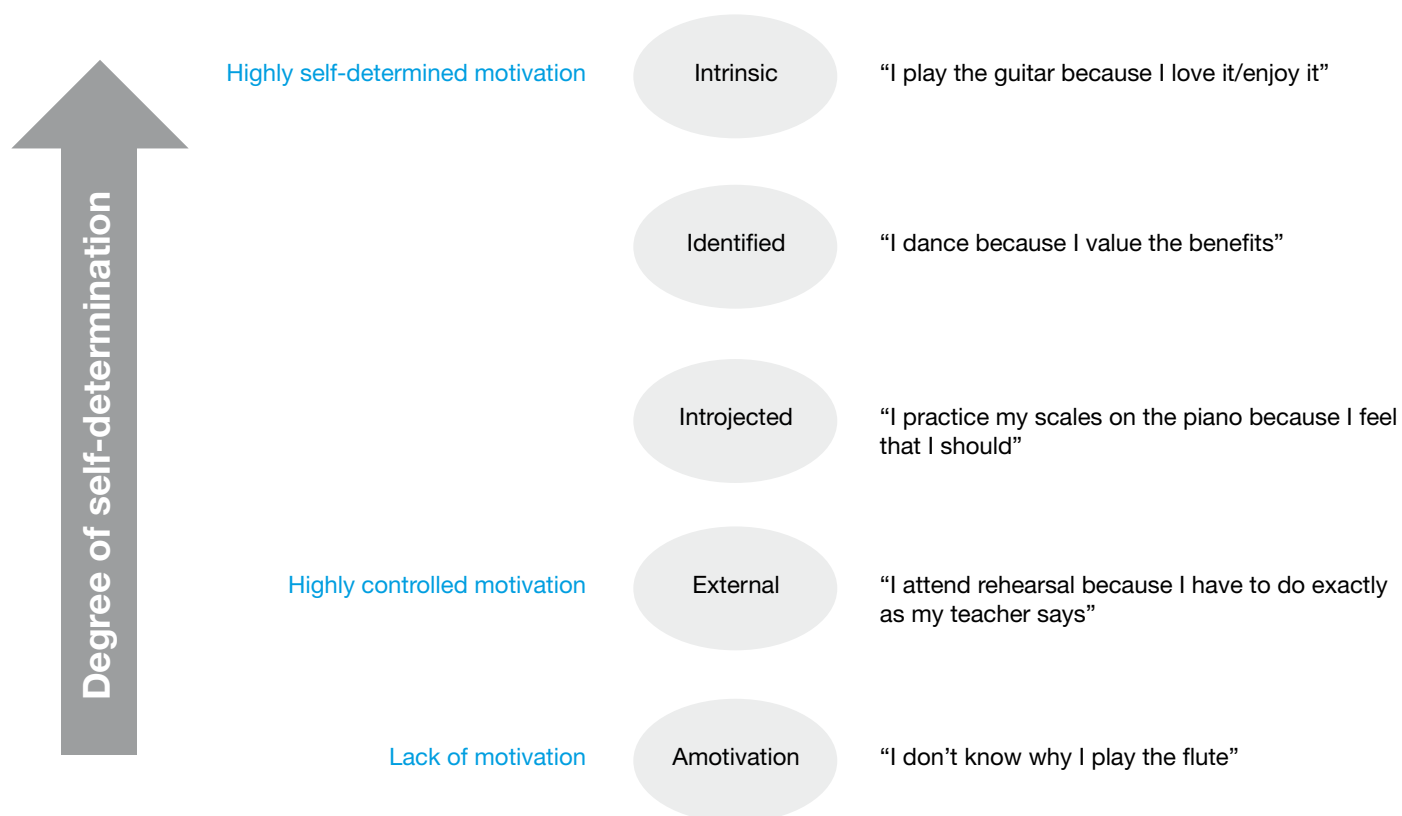 Degree of self-determination
Highly self-determined motivation
Intrinsic
“I play the guitar because I love it/enjoy it”
Identified
“I dance because I value the benefits”
Introjected
“I practice my scales on the piano because I feel
that I should”
Highly controlled motivation
External
“I attend rehearsal because I have to do exactly
as my teacher says”
Lack of motivation
Amotivation
“I don’t know why I play the flute”